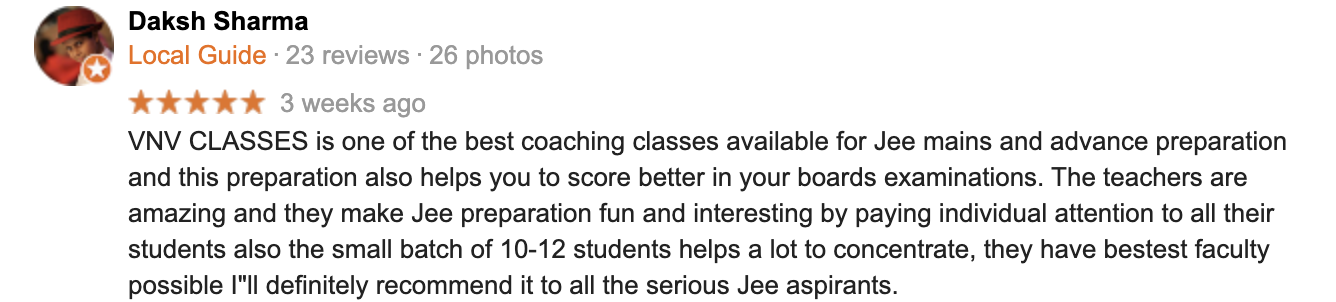 Daksh Sharma
Local Guide · 23 reviews · 26 photos
3 weeks ago
VNV CLASSES is one of the best coaching classes available for Jee mains and advance preparation
and this preparation also helps you to score better in your boards examinations. The teachers are
amazing and they make Jee preparation fun and interesting by paying individual attention to all their
students also the small batch of 10-12 students helps a lot to concentrate, they have bestest faculty
possible I"ll definitely recommend it to all the serious Jee aspirants.